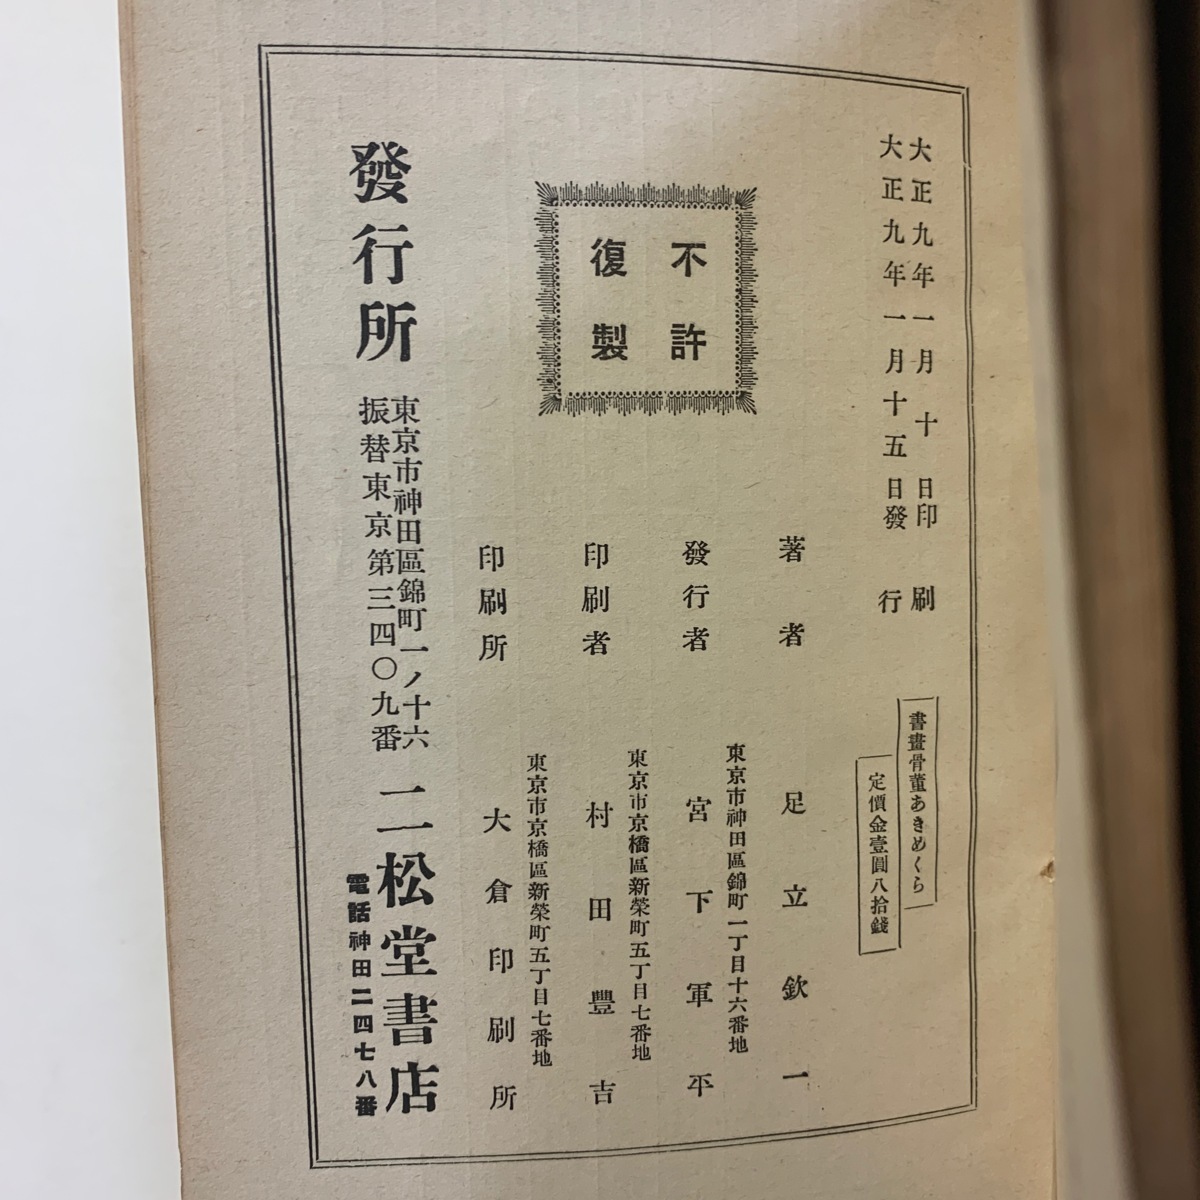 大正九年一月十日印刷
大正九年一月十五日發行
書畫骨董あきめくら
定價金壹圓八拾錢
不許
復製
著者 足立欽一
東京市神田區錦町一丁目十六番地
發行者 宮下軍平
東京市京橋區新榮町五丁目七番地
印刷者 村田豐吉
東京市京橋區新榮町五丁目七番地
印刷所 大倉印刷所
發行所
東京市神田區錦町一ノ十六
振替東京第三四〇九番
二松堂書店
電話神田二四七八番